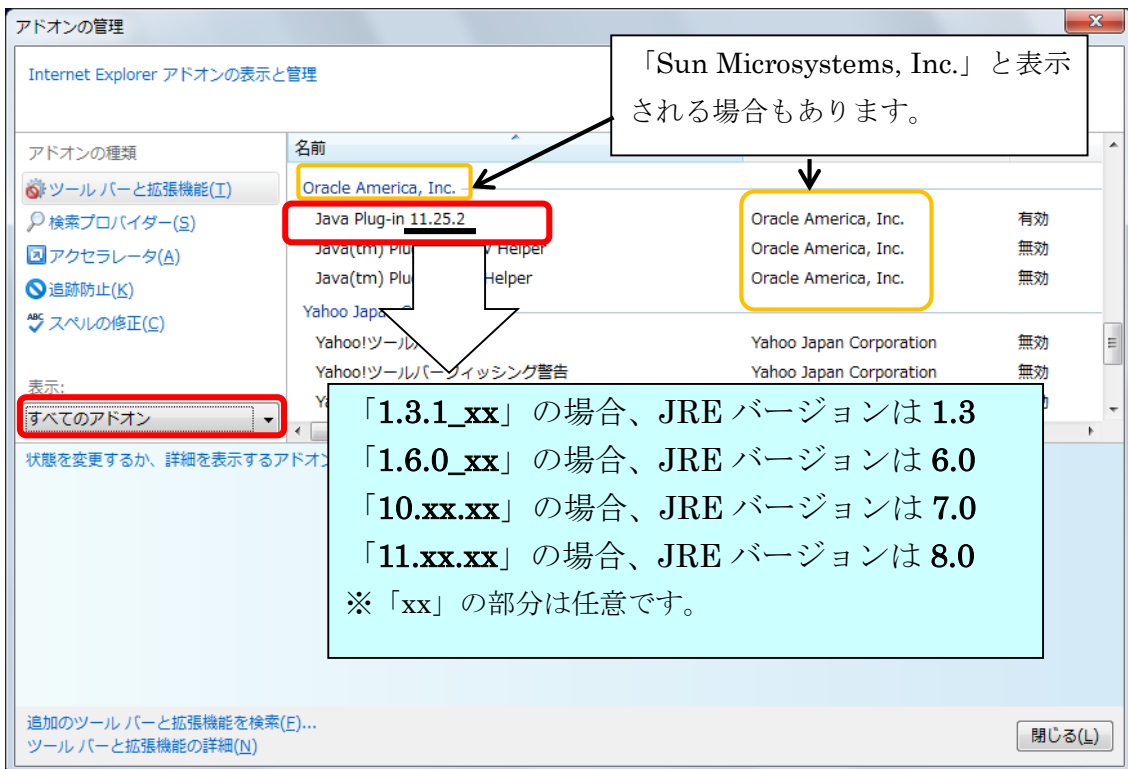 アドオンの管理
x
Internet Explorer アドオンの表示と管理
「Sun Microsystems, Inc.」と表示
される場合もあります。
アドオンの種類
ツール バーと拡張機能(T)
検索プロバイダー(S)
アクセラレータ(A)
追跡防止(K)
ABC スペルの修正(C)
表示:
すべてのアドオン
名前
Oracle America, Inc.
Java Plug-in 11.25.2 Oracle America, Inc. 有効
Java(tm) Plu Helper Oracle America, Inc. 無効
Java(tm) Plu Helper Oracle America, Inc. 無効
Yahoo
Yahoo!ツール Yahoo Japan Corporation 無効
Yahoo!ツールバーフィッシング警告 Yahoo Japan Corporation 無効
状態を変更するか、詳細を表示するアドオン
「1.3.1_xx」の場合、JRE バージョンは 1.3
「1.6.0_xx」の場合、JRE バージョンは 6.0
「10.xx.xx」の場合、JRE バージョンは 7.0
「11.xx.xx」の場合、JRE バージョンは 8.0
※「xx」の部分は任意です。
追加のツール バーと拡張機能を検索(F)...
ツール バーと拡張機能の詳細(N)
閉じる(L)